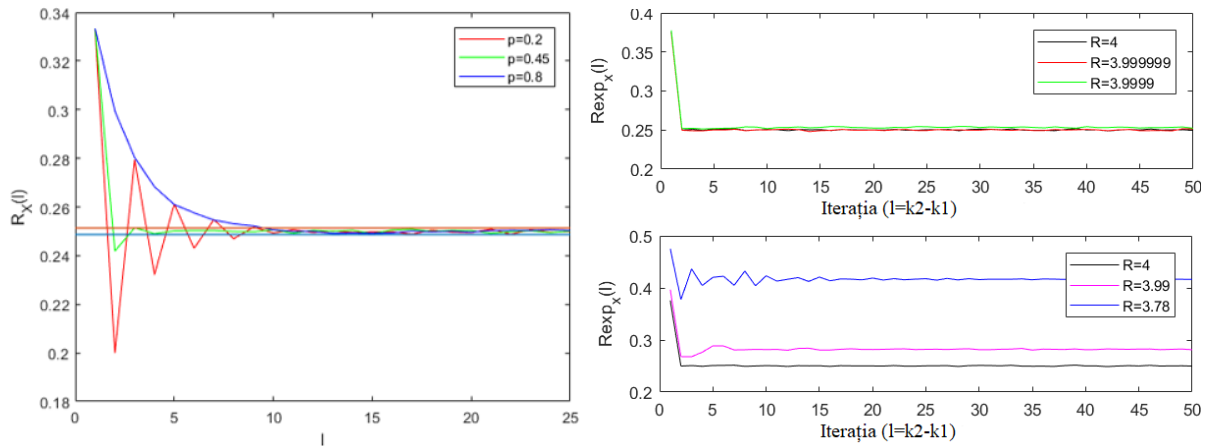 0.34
0.32
0.3
0.28
0.26
0.24
0.22
0.2
0.18
R_X(l)
0 5 10 15 20 25
l
p=0.2
p=0.45
p=0.8
0.4
0.35
0.3
0.25
0.2
Rexp_x(l)
0 5 10 15 20 25 30 35 40 45 50
Iterația (l=k2-k1)
R=4
R=3.999999
R=3.9999
0.5
0.4
0.3
0.2
Rexp_x(l)
0 5 10 15 20 25 30 35 40 45 50
Iterația (l=k2-k1)
R=4
R=3.99
R=3.78